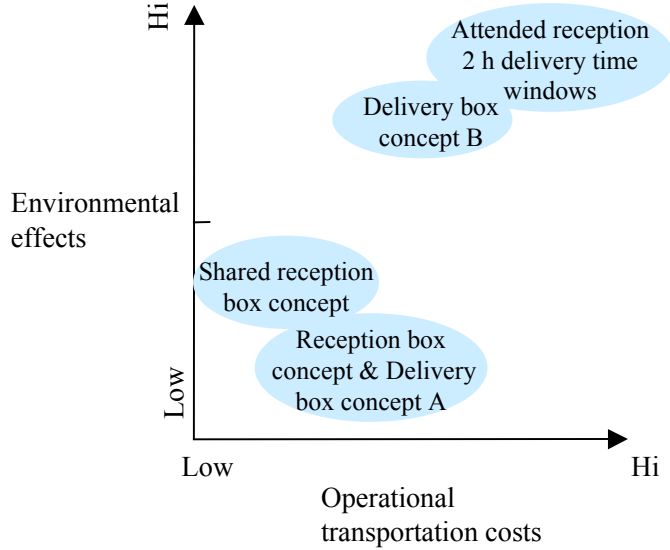 Hi
Attended reception
2 h delivery time
windows
Delivery box
concept B
Environmental
effects
Shared reception
box concept
Reception box
concept & Delivery
box concept A
Low
Low
Hi
Operational
transportation costs